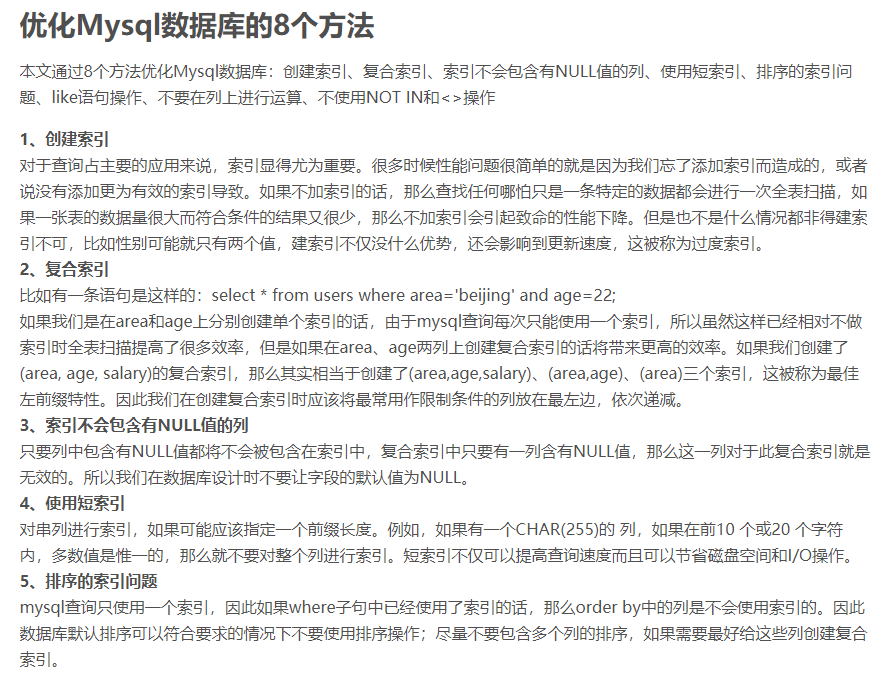 优化Mysql数据库的8个方法
本文通过8个方法优化Mysql数据库：创建索引、复合索引、索引不会包含有NULL值的列、使用短索引、排序的索引问
题、like语句操作、不要在列上进行运算、不使用NOT IN和<>操作
1、创建索引
对于查询占主要的应用来说，索引显得尤为重要。很多时候性能问题很简单的就是因为我们忘了添加索引而造成的，或者
说没有添加更为有效的索引导致。如果不加索引的话，那么查找任何哪怕只是一条特定的数据都会进行一次全表扫描，如
果一张表的数据量很大而符合条件的结果又很少，那么不加索引会引起致命的性能下降。但是也不是什么情况都非得建索
引不可，比如性别可能就只有两个值，建索引不仅没什么优势，还会影响到更新速度，这被称为过度索引。
2、复合索引
比如有一条语句是这样的：select * from users where area='beijing' and age=22;
如果我们是在area和age上分别创建单个索引的话，由于mysql查询每次只能使用一个索引，所以虽然这样已经相对不做
索引时全表扫描提高了很多效率，但是如果在area、age两列上创建复合索引的话将带来更高的效率。如果我们创建了
(area, age, salary)的复合索引，那么其实相当于创建了(area,age,salary)、(area,age)、(area)三个索引，这被称为最佳
左前缀特性。因此我们在创建复合索引时应该将最常用作限制条件的列放在最左边，依次递减。
3、索引不会包含有NULL值的列
只要列中包含有NULL值都将不会被包含在索引中，复合索引中只要有一列含有NULL值，那么这一列对于此复合索引就是
无效的。所以我们在数据库设计时不要让字段的默认值为NULL。
4、使用短索引
对串列进行索引，如果可能应该指定一个前缀长度。例如，如果有一个CHAR(255)的 列，如果在前10 个或20 个字符
内，多数值是惟一的，那么就不要对整个列进行索引。短索引不仅可以提高查询速度而且可以节省磁盘空间和I/O操作。
5、排序的索引问题
mysql查询只使用一个索引，因此如果where子句中已经使用了索引的话，那么order by中的列是不会使用索引的。因此
数据库默认排序可以符合要求的情况下不要使用排序操作；尽量不要包含多个列的排序，如果需要最好给这些列创建复合
索引。